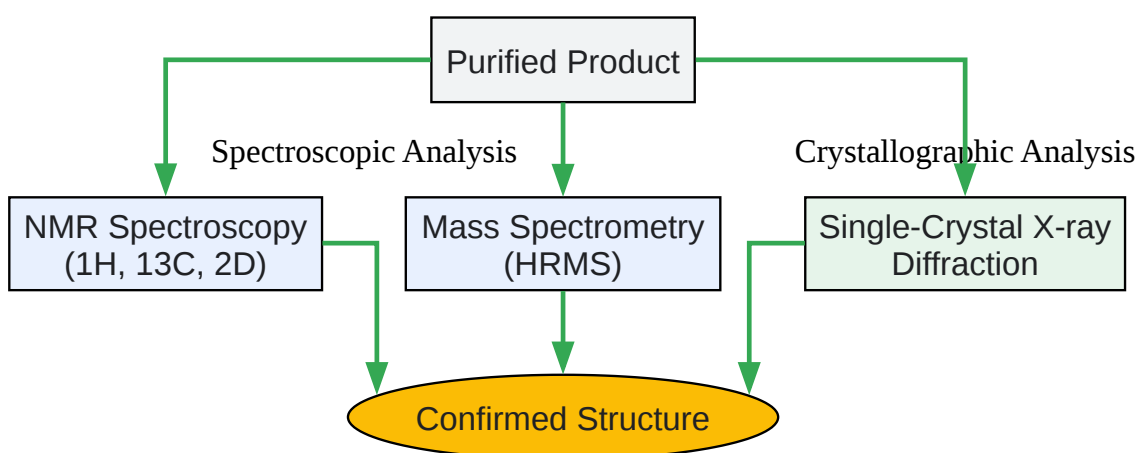 Purified Product
Spectroscopic Analysis
Crystallographic Analysis
NMR Spectroscopy
(1H, 13C, 2D)
Mass Spectrometry
(HRMS)
Single-Crystal X-ray
Diffraction
Confirmed Structure